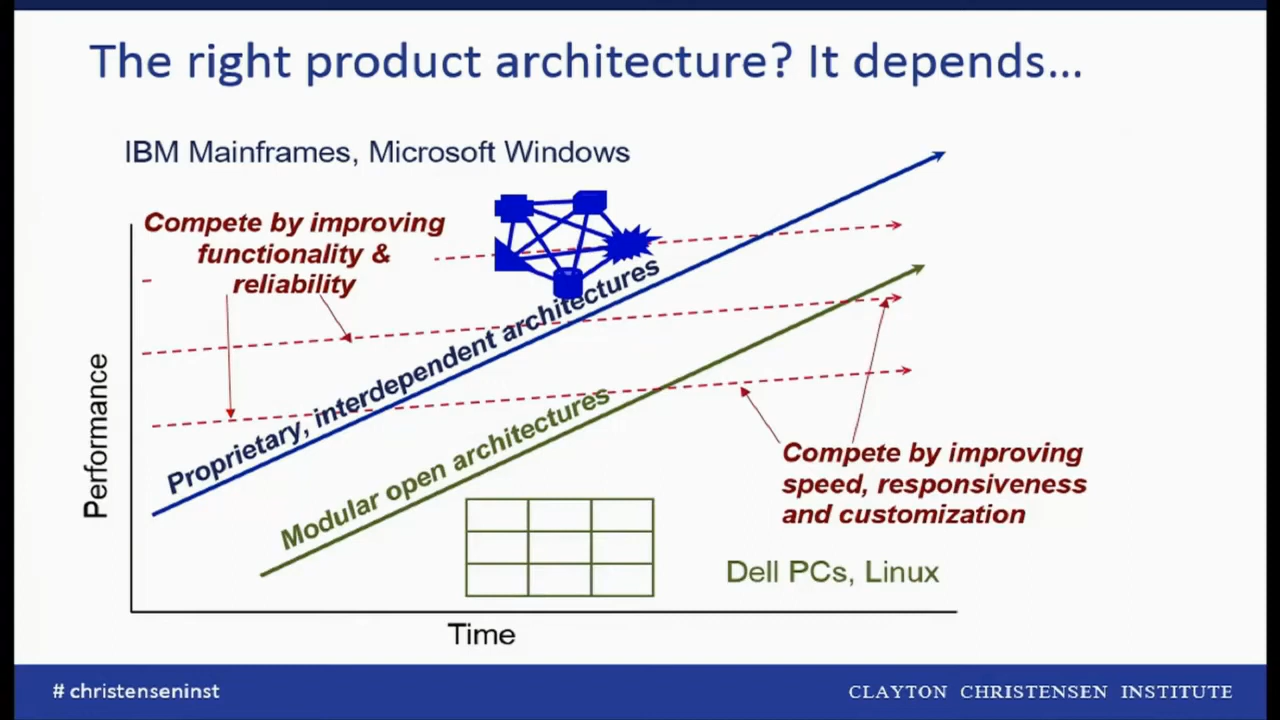 The right product architecture? It depends...
IBM Mainframes, Microsoft Windows
Compete by improving
functionality &
reliability
Proprietary, interdependent architectures
Modular open architectures
Performance
Compete by improving
speed, responsiveness
and customization
Dell PCs, Linux
Time
# christenseninst
CLAYTON CHRISTENSEN INSTITUTE